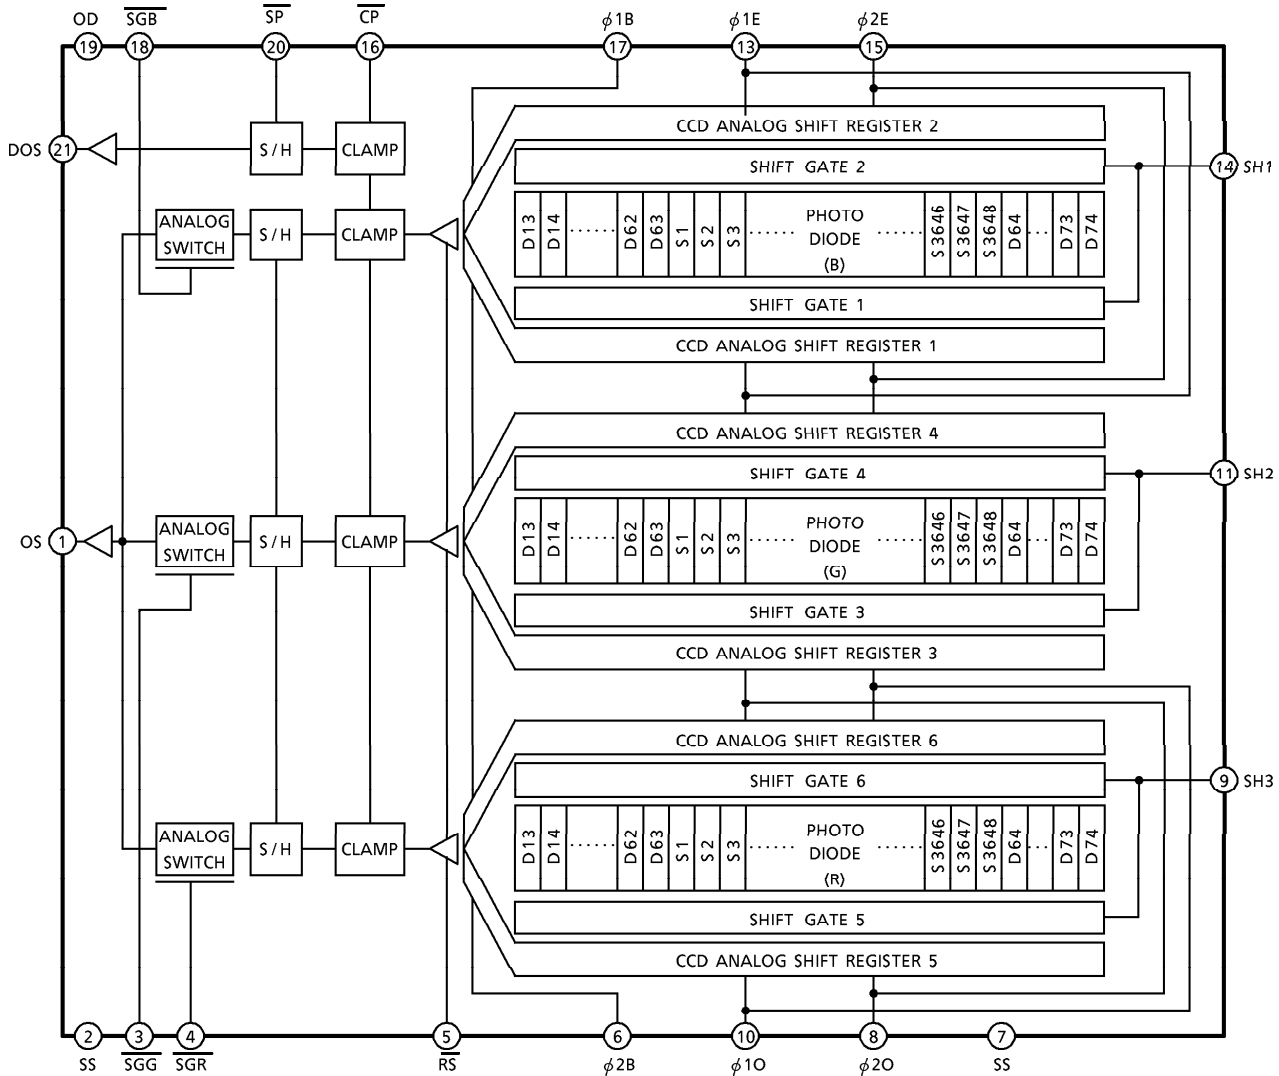 OD SGB SP CP ϕ1B ϕ1E ϕ2E
19 18 20 16 17 13 15
CCD ANALOG SHIFT REGISTER 2
DOS 21 S/H CLAMP
SHIFT GATE 2 14 SH1
ANALOG
SWITCH S/H CLAMP
D13 D14 ...... D62 D63 S1 S2 S3 ...... PHOTO
DIODE
(B) ...... S3646 S3647 S3648 D64 ... D73 D74
SHIFT GATE 1
CCD ANALOG SHIFT REGISTER 1
CCD ANALOG SHIFT REGISTER 4
SHIFT GATE 4 11 SH2
OS 1 ANALOG
SWITCH S/H CLAMP
D13 D14 ...... D62 D63 S1 S2 S3 ...... PHOTO
DIODE
(G) ...... S3646 S3647 S3648 D64 ... D73 D74
SHIFT GATE 3
CCD ANALOG SHIFT REGISTER 3
CCD ANALOG SHIFT REGISTER 6
SHIFT GATE 6 9 SH3
ANALOG
SWITCH S/H CLAMP
D13 D14 ...... D62 D63 S1 S2 S3 ...... PHOTO
DIODE
(R) ...... S3646 S3647 S3648 D64 ... D73 D74
SHIFT GATE 5
CCD ANALOG SHIFT REGISTER 5
2 3 4 5 6 10 8 7
SS SGG SGR RS ϕ2B ϕ1O ϕ2O SS